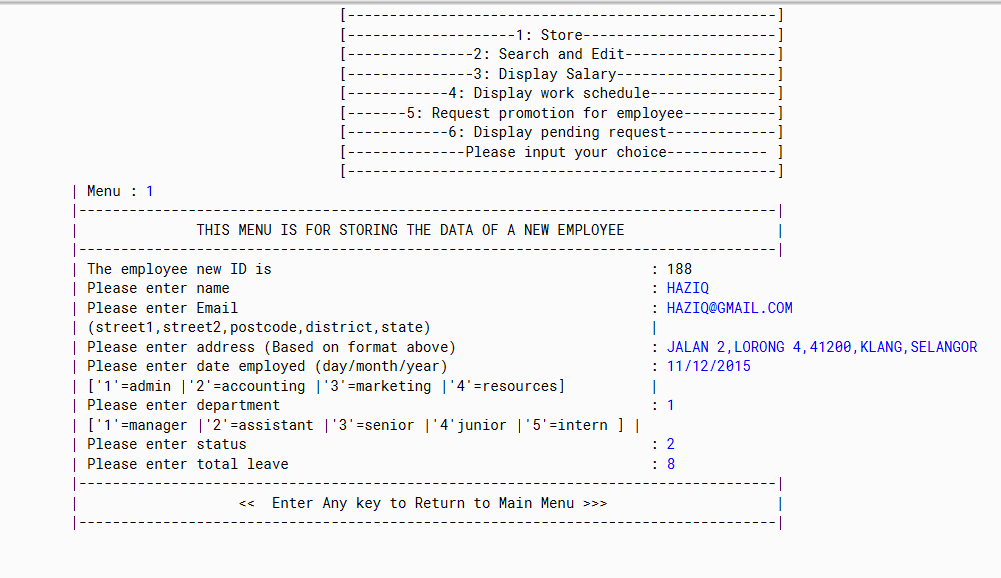 [---------------------------------------------------]
[--------------------1: Store-----------------------]
[---------------2: Search and Edit------------------]
[---------------3: Display Salary-------------------]
[------------4: Display work schedule---------------]
[-------5: Request promotion for employee-----------]
[------------6: Display pending request-------------]
[--------------Please input your choice------------ ]
[---------------------------------------------------]
| Menu : 1
|-----------------------------------------------------------------------------------|
| THIS MENU IS FOR STORING THE DATA OF A NEW EMPLOYEE |
|-----------------------------------------------------------------------------------|
| The employee new ID is : 188
| Please enter name : HAZIQ
| Please enter Email : HAZIQ@GMAIL.COM
| (street1,street2,postcode,district,state) |
| Please enter address (Based on format above) : JALAN 2,LORONG 4,41200,KLANG,SELANGOR
| Please enter date employed (day/month/year) : 11/12/2015
| ['1'=admin |'2'=accounting |'3'=marketing |'4'=resources] |
| Please enter department : 1
| ['1'=manager |'2'=assistant |'3'=senior |'4'junior |'5'=intern ] |
| Please enter status : 2
| Please enter total leave : 8
|-----------------------------------------------------------------------------------|
| << Enter Any key to Return to Main Menu >>> |
|-----------------------------------------------------------------------------------|